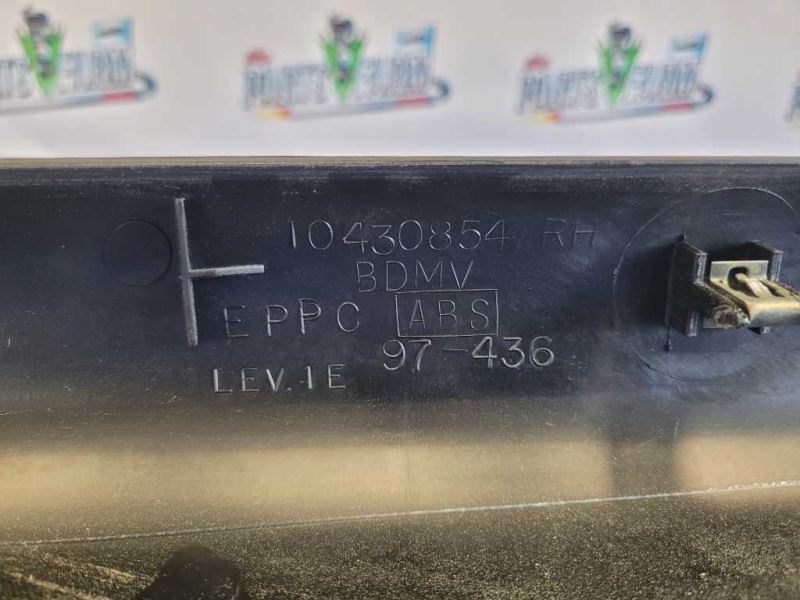 10430854 RH
BDMV
EPPC ABS
97-436
LEV.1E